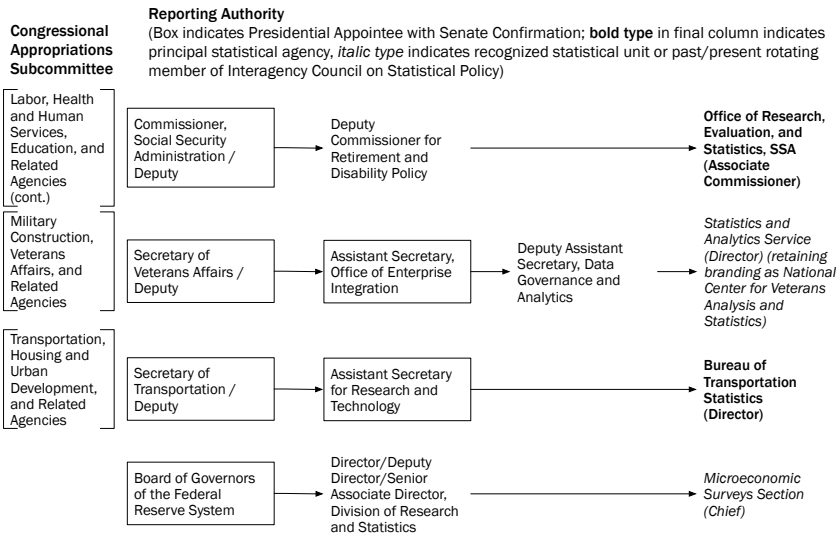 Congressional
Appropriations
Subcommittee
Reporting Authority
(Box indicates Presidential Appointee with Senate Confirmation; bold type in final column indicates
principal statistical agency, italic type indicates recognized statistical unit or past/present rotating
member of Interagency Council on Statistical Policy)
Labor, Health
and Human
Services,
Education, and
Related
Agencies
(cont.)
Commissioner,
Social Security
Administration /
Deputy
Deputy
Commissioner for
Retirement and
Disability Policy
Office of Research,
Evaluation, and
Statistics, SSA
(Associate
Commissioner)
Military
Construction,
Veterans
Affairs, and
Related
Agencies
Secretary of
Veterans Affairs /
Deputy
Assistant Secretary,
Office of Enterprise
Integration
Deputy Assistant
Secretary, Data
Governance and
Analytics
Statistics and
Analytics Service
(Director) (retaining
branding as National
Center for Veterans
Analysis and
Statistics)
Transportation,
Housing and
Urban
Development,
and Related
Agencies
Secretary of
Transportation /
Deputy
Assistant Secretary
for Research and
Technology
Bureau of
Transportation
Statistics
(Director)
Board of Governors
of the Federal
Reserve System
Director/Deputy
Director/Senior
Associate Director,
Division of Research
and Statistics
Microeconomic
Surveys Section
(Chief)